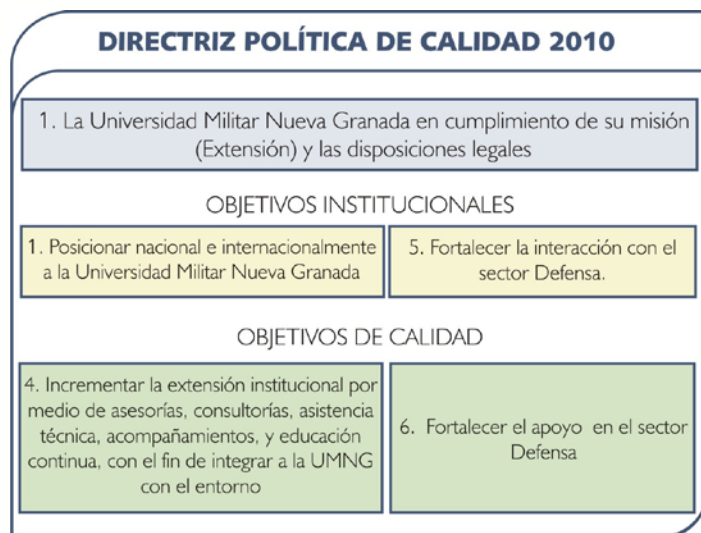 DIRECTRIZ POLÍTICA DE CALIDAD 2010
1. La Universidad Militar Nueva Granada en cumplimiento de su misión
(Extensión) y las disposiciones legales
OBJETIVOS INSTITUCIONALES
1. Posicionar nacional e internacionalmente
a la Universidad Militar Nueva Granada
5. Fortalecer la interacción con el
sector Defensa.
OBJETIVOS DE CALIDAD
4. Incrementar la extensión institucional por
medio de asesorías, consultorías, asistencia
técnica, acompañamientos, y educación
continua, con el fin de integrar a la UMNG
con el entorno
6. Fortalecer el apoyo en el sector
Defensa